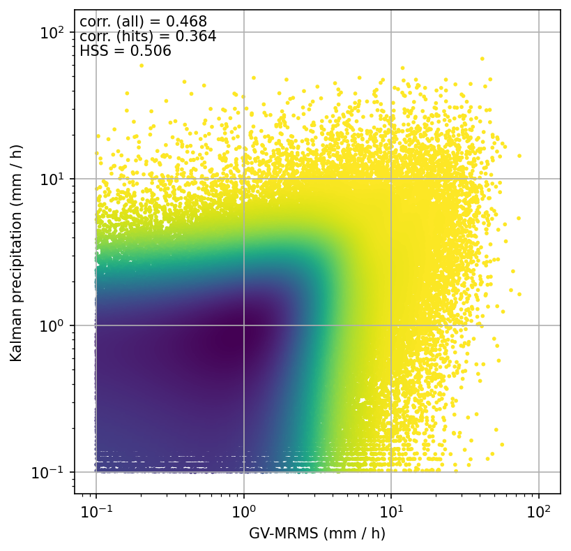 corr. (all) = 0.468
corr. (hits) = 0.364
HSS = 0.506
10²
10¹
10⁰
10⁻¹
Kalman precipitation (mm / h)
10⁻¹ 10⁰ 10¹ 10²
GV-MRMS (mm / h)